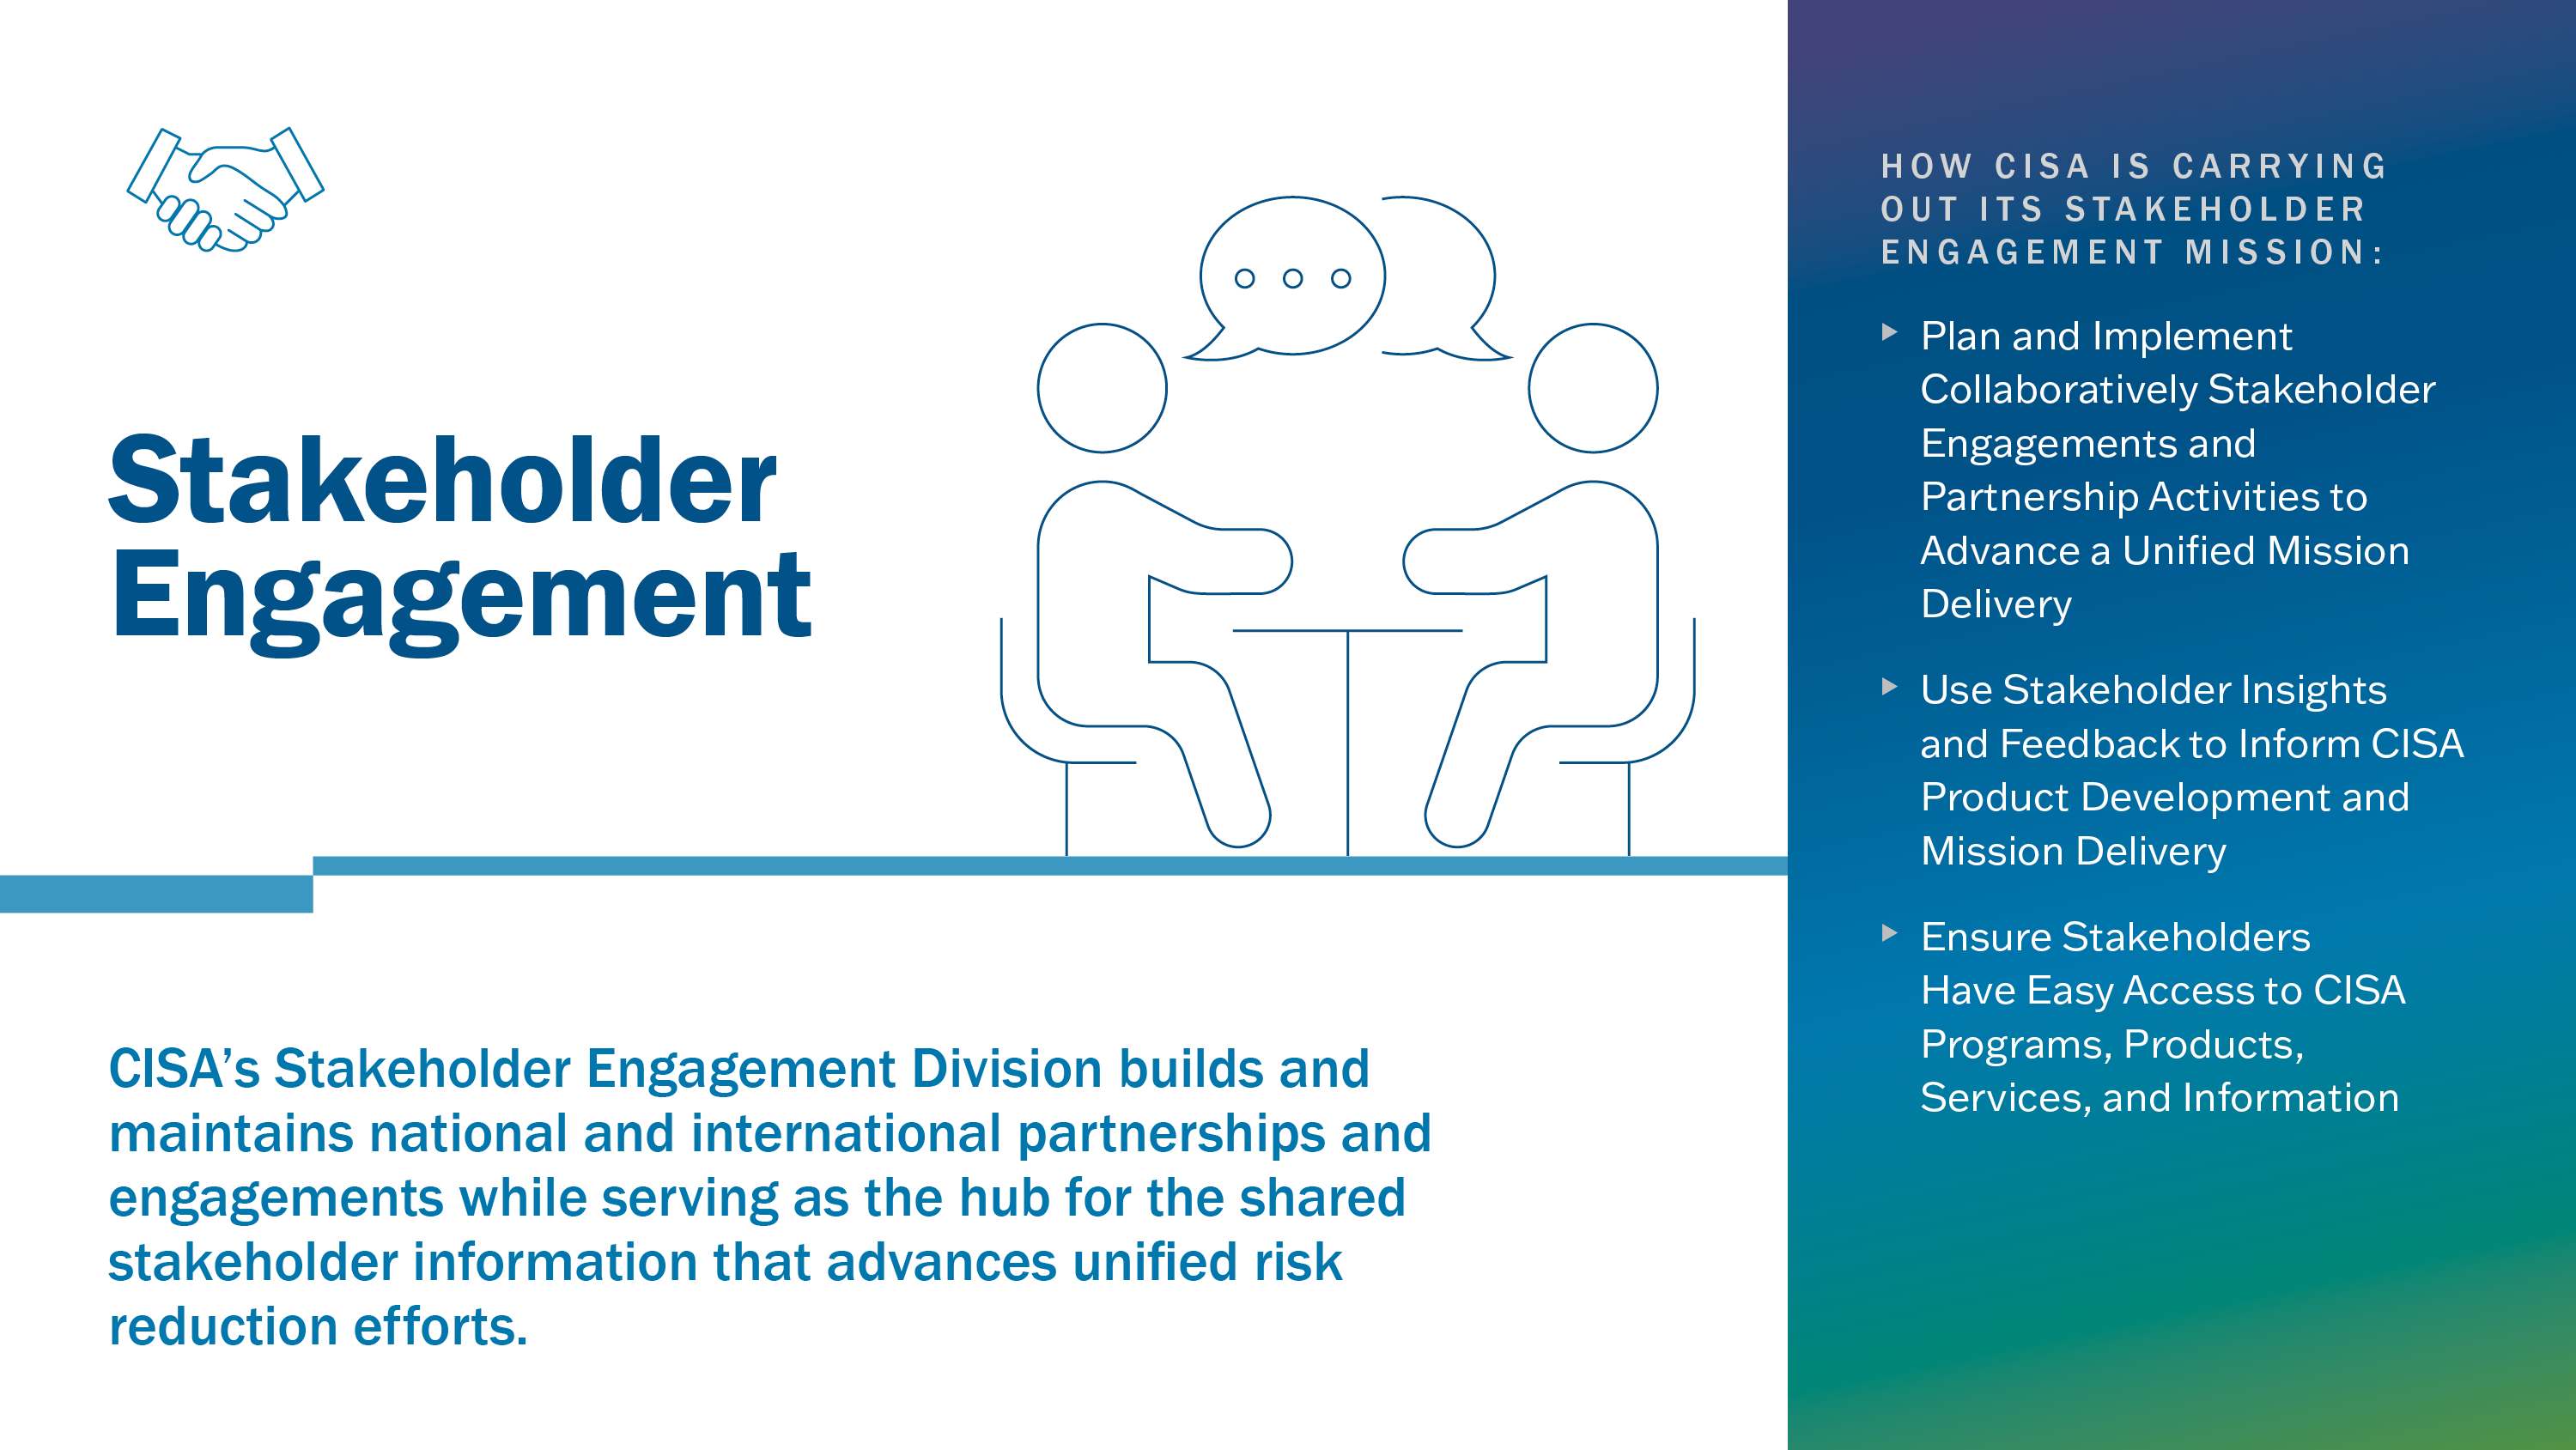 Stakeholder
Engagement
CISA’s Stakeholder Engagement Division builds and
maintains national and international partnerships and
engagements while serving as the hub for the shared
stakeholder information that advances unified risk
reduction efforts.
HOW CISA IS CARRYING
OUT ITS STAKEHOLDER
ENGAGEMENT MISSION:
Plan and Implement
Collaboratively Stakeholder
Engagements and
Partnership Activities to
Advance a Unified Mission
Delivery
Use Stakeholder Insights
and Feedback to Inform CISA
Product Development and
Mission Delivery
Ensure Stakeholders
Have Easy Access to CISA
Programs, Products,
Services, and Information